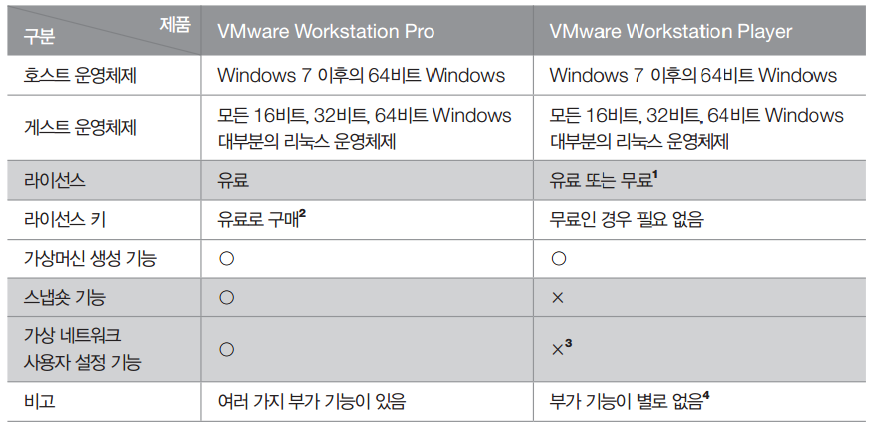 제품
구분
VMware Workstation Pro
VMware Workstation Player
호스트 운영체제
Windows 7 이후의 64비트 Windows
Windows 7 이후의 64비트 Windows
게스트 운영체제
모든 16비트, 32비트, 64비트 Windows
대부분의 리눅스 운영체제
모든 16비트, 32비트, 64비트 Windows
대부분의 리눅스 운영체제
라이선스
유료
유료 또는 무료¹
라이선스 키
유료로 구매²
무료인 경우 필요 없음
가상머신 생성 기능
○
○
스냅숏 기능
○
×
가상 네트워크
사용자 설정 기능
○
×³
비고
여러 가지 부가 기능이 있음
부가 기능이 별로 없음⁴